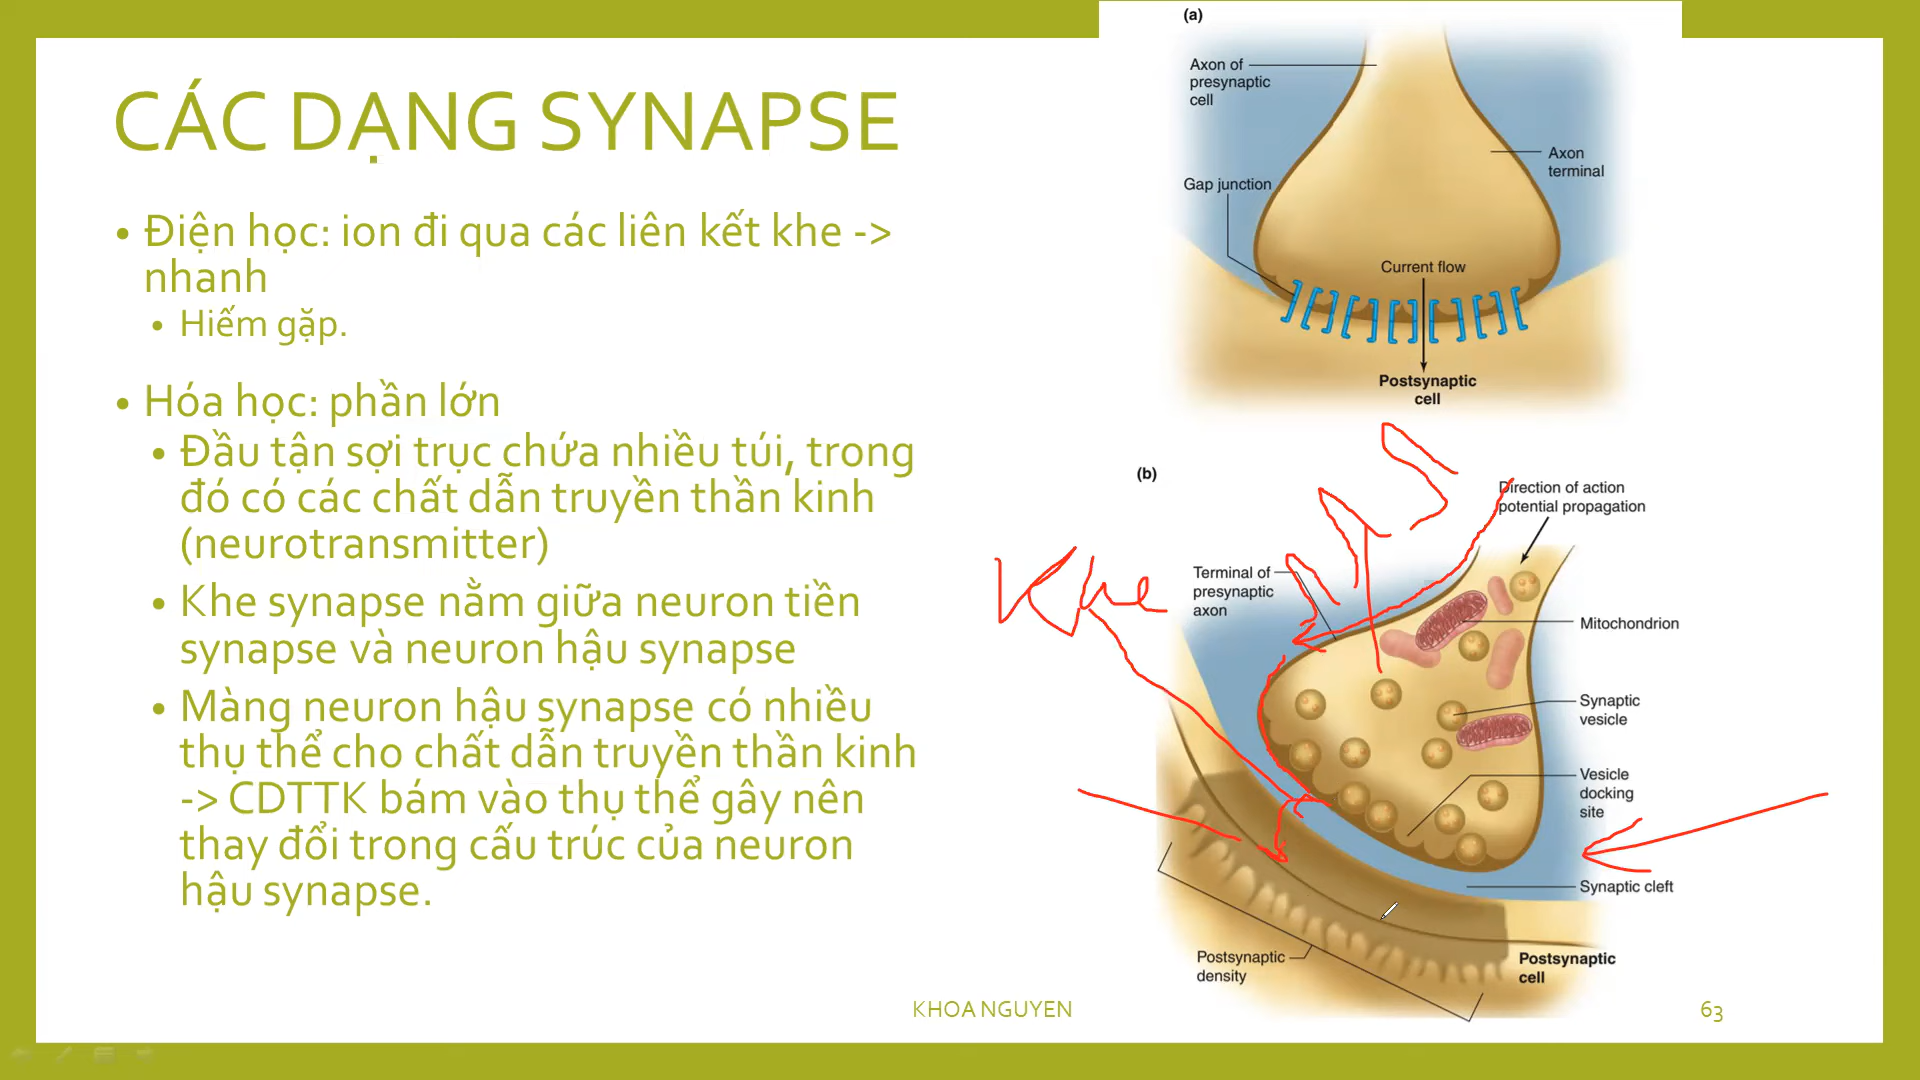 CÁC DẠNG SYNAPSE
• Điện học: ion đi qua các liên kết khe ->
nhanh
• Hiếm gặp.
• Hóa học: phần lớn
• Đầu tận sợi trục chứa nhiều túi, trong
đó có các chất dẫn truyền thần kinh
(neurotransmitter)
• Khe synapse nằm giữa neuron tiền
synapse và neuron hậu synapse
• Màng neuron hậu synapse có nhiều
thụ thể cho chất dẫn truyền thần kinh
-> CDTTK bám vào thụ thể gây nên
thay đổi trong cấu trúc của neuron
hậu synapse.
(a)
Axon of
presynaptic
cell
Axon
terminal
Gap junction
Current flow
Postsynaptic
cell
(b)
Direction of action
potential propagation
Khe
Terminal of
presynaptic
axon
Mitochondrion
Synaptic
vesicle
Vesicle
docking
site
Synaptic cleft
Postsynaptic
density
Postsynaptic
cell
KHOA NGUYEN
63